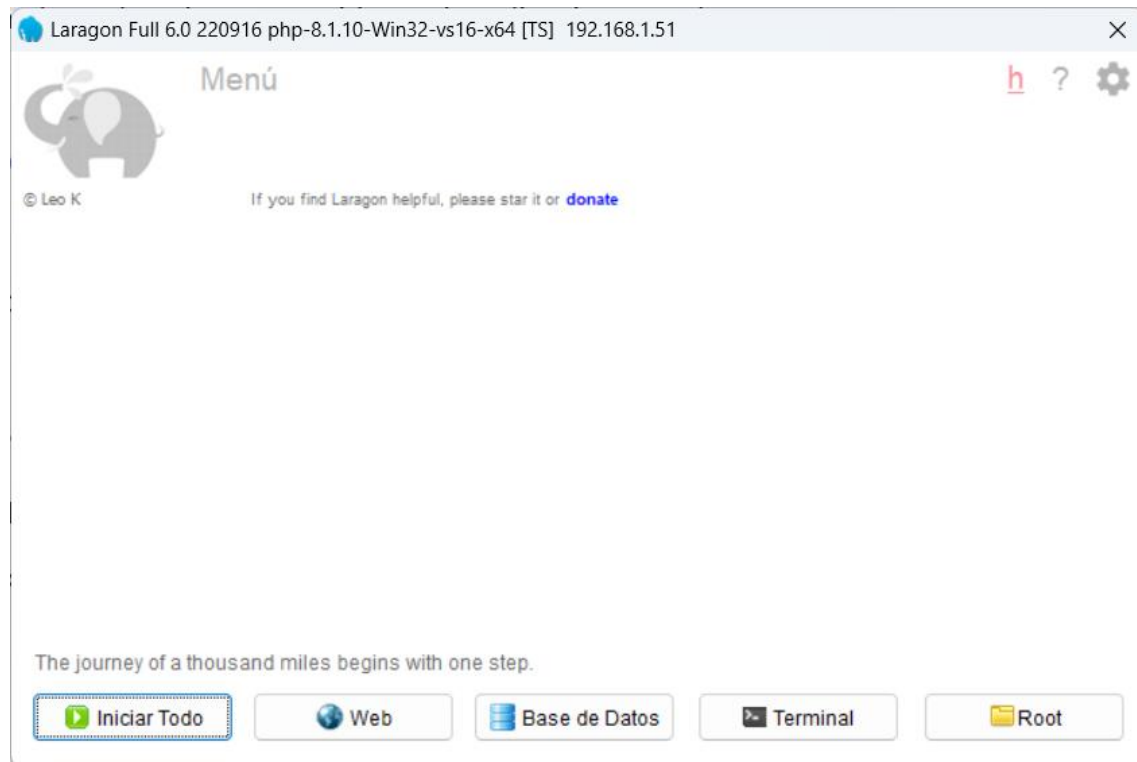 Laragon Full 6.0 220916 php-8.1.10-Win32-vs16-x64 [TS] 192.168.1.51
Menú
h ?
© Leo K
If you find Laragon helpful, please star it or donate
The journey of a thousand miles begins with one step.
Iniciar Todo
Web
Base de Datos
Terminal
Root